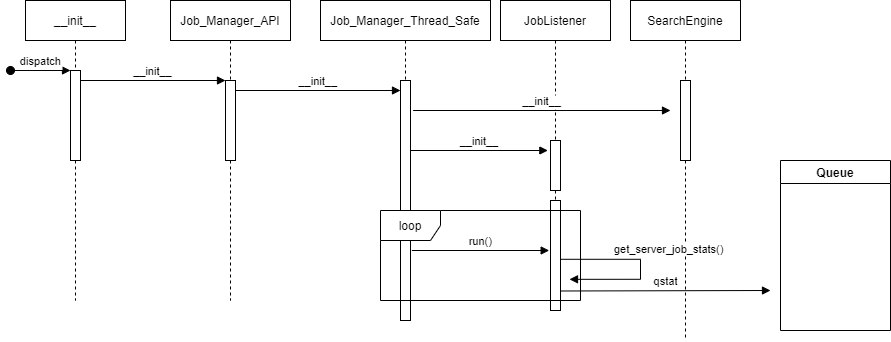 __init__
Job_Manager_API
Job_Manager_Thread_Safe
JobListener
SearchEngine
dispatch
__init__
__init__
__init__
__init__
Queue
loop
run()
get_server_job_stats()
qstat